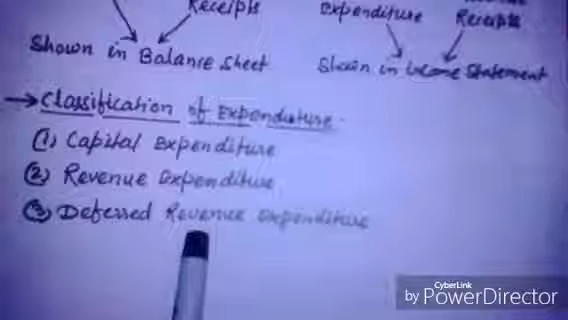 Receipts
Expenditure Receipts
Shown in Balance Sheet
Shown in Income Statement
→ Classification of Expenditure
(1) Capital Expenditure
(2) Revenue Expenditure
(3) Deferred Revenue Expenditure
CyberLink
by PowerDirector